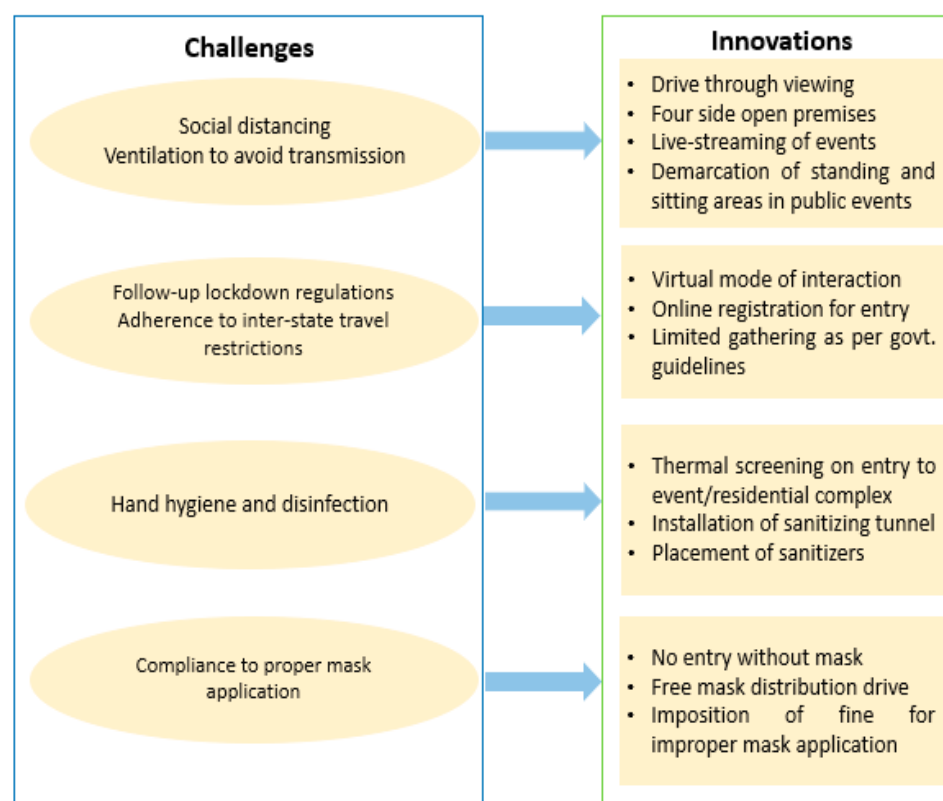 Challenges
Social distancing
Ventilation to avoid transmission
Follow-up lockdown regulations
Adherence to inter-state travel
restrictions
Hand hygiene and disinfection
Compliance to proper mask
application
Innovations
• Drive through viewing
• Four side open premises
• Live-streaming of events
• Demarcation of standing and
sitting areas in public events
• Virtual mode of interaction
• Online registration for entry
• Limited gathering as per govt.
guidelines
• Thermal screening on entry to
event/residential complex
• Installation of sanitizing tunnel
• Placement of sanitizers
• No entry without mask
• Free mask distribution drive
• Imposition of fine for
improper mask application